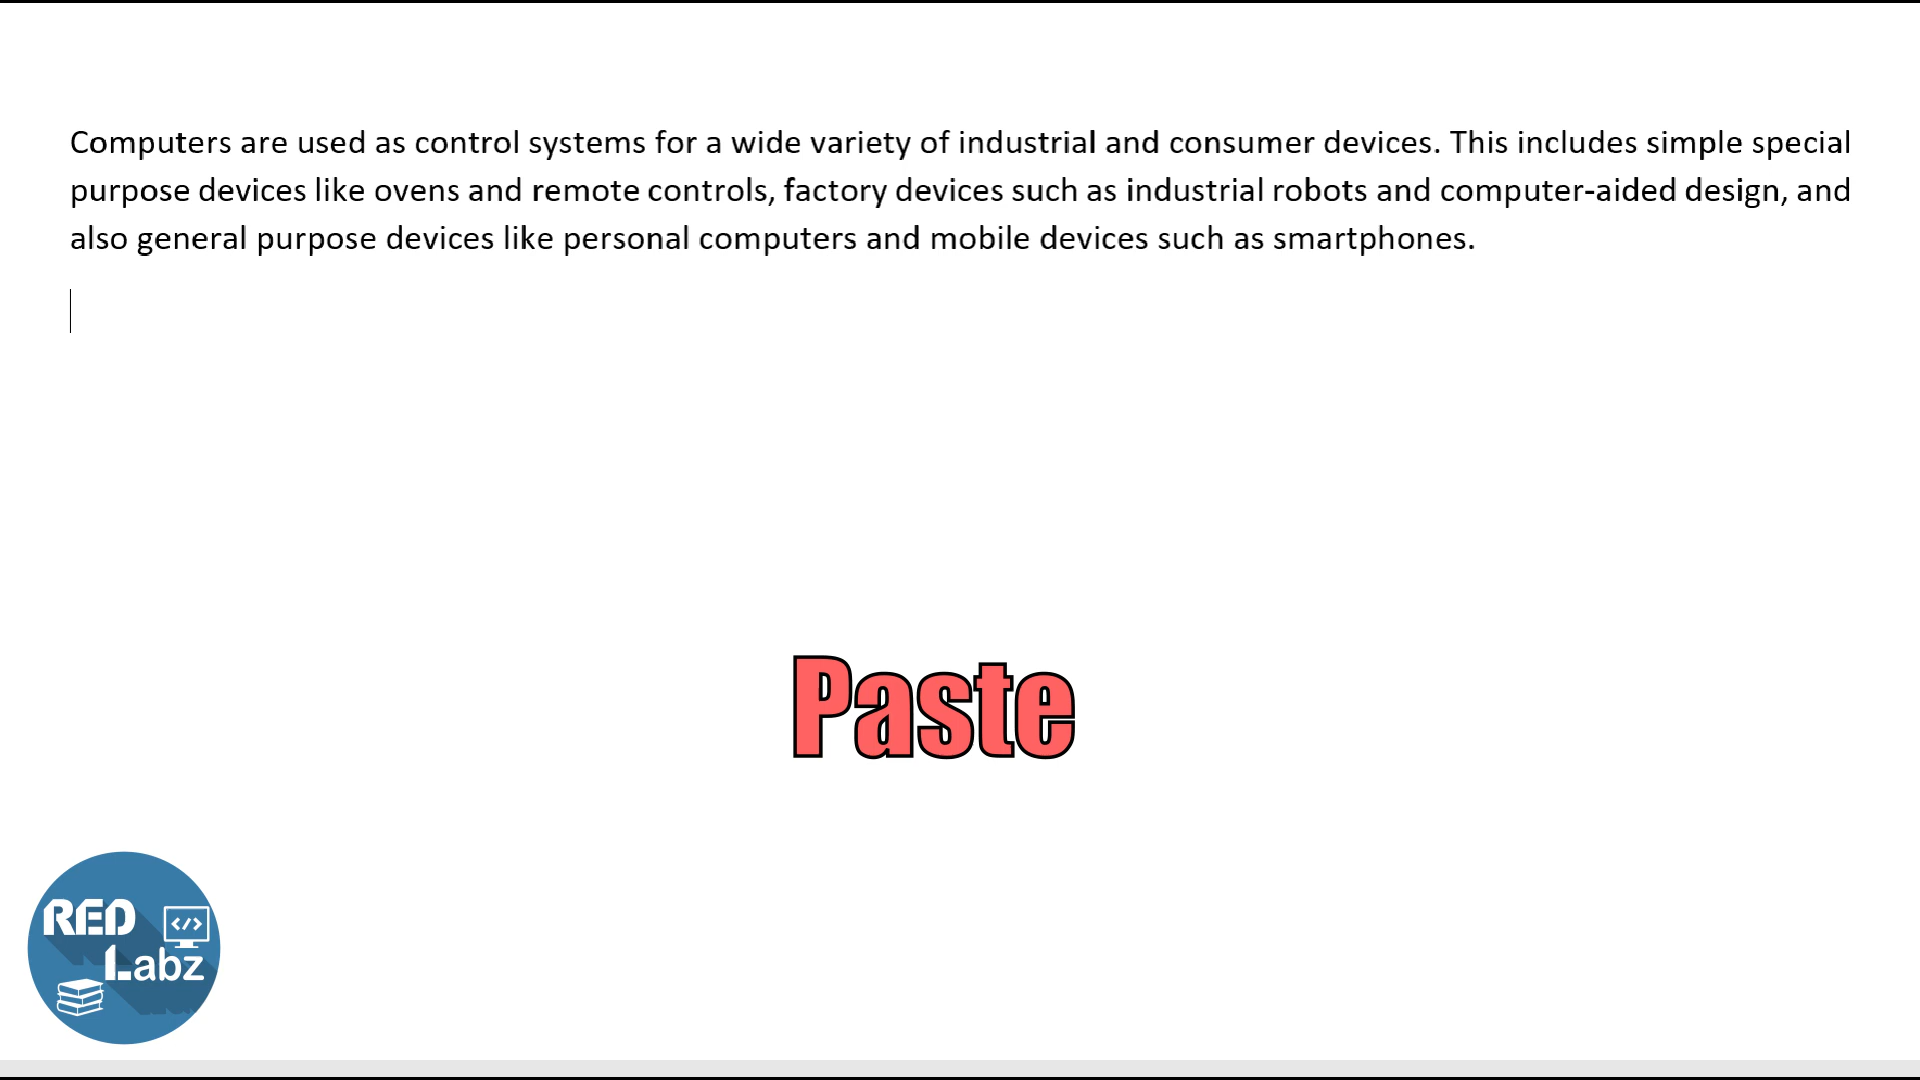 Computers are used as control systems for a wide variety of industrial and consumer devices. This includes simple special
purpose devices like ovens and remote controls, factory devices such as industrial robots and computer-aided design, and
also general purpose devices like personal computers and mobile devices such as smartphones.
Paste
RED
</>
Labz